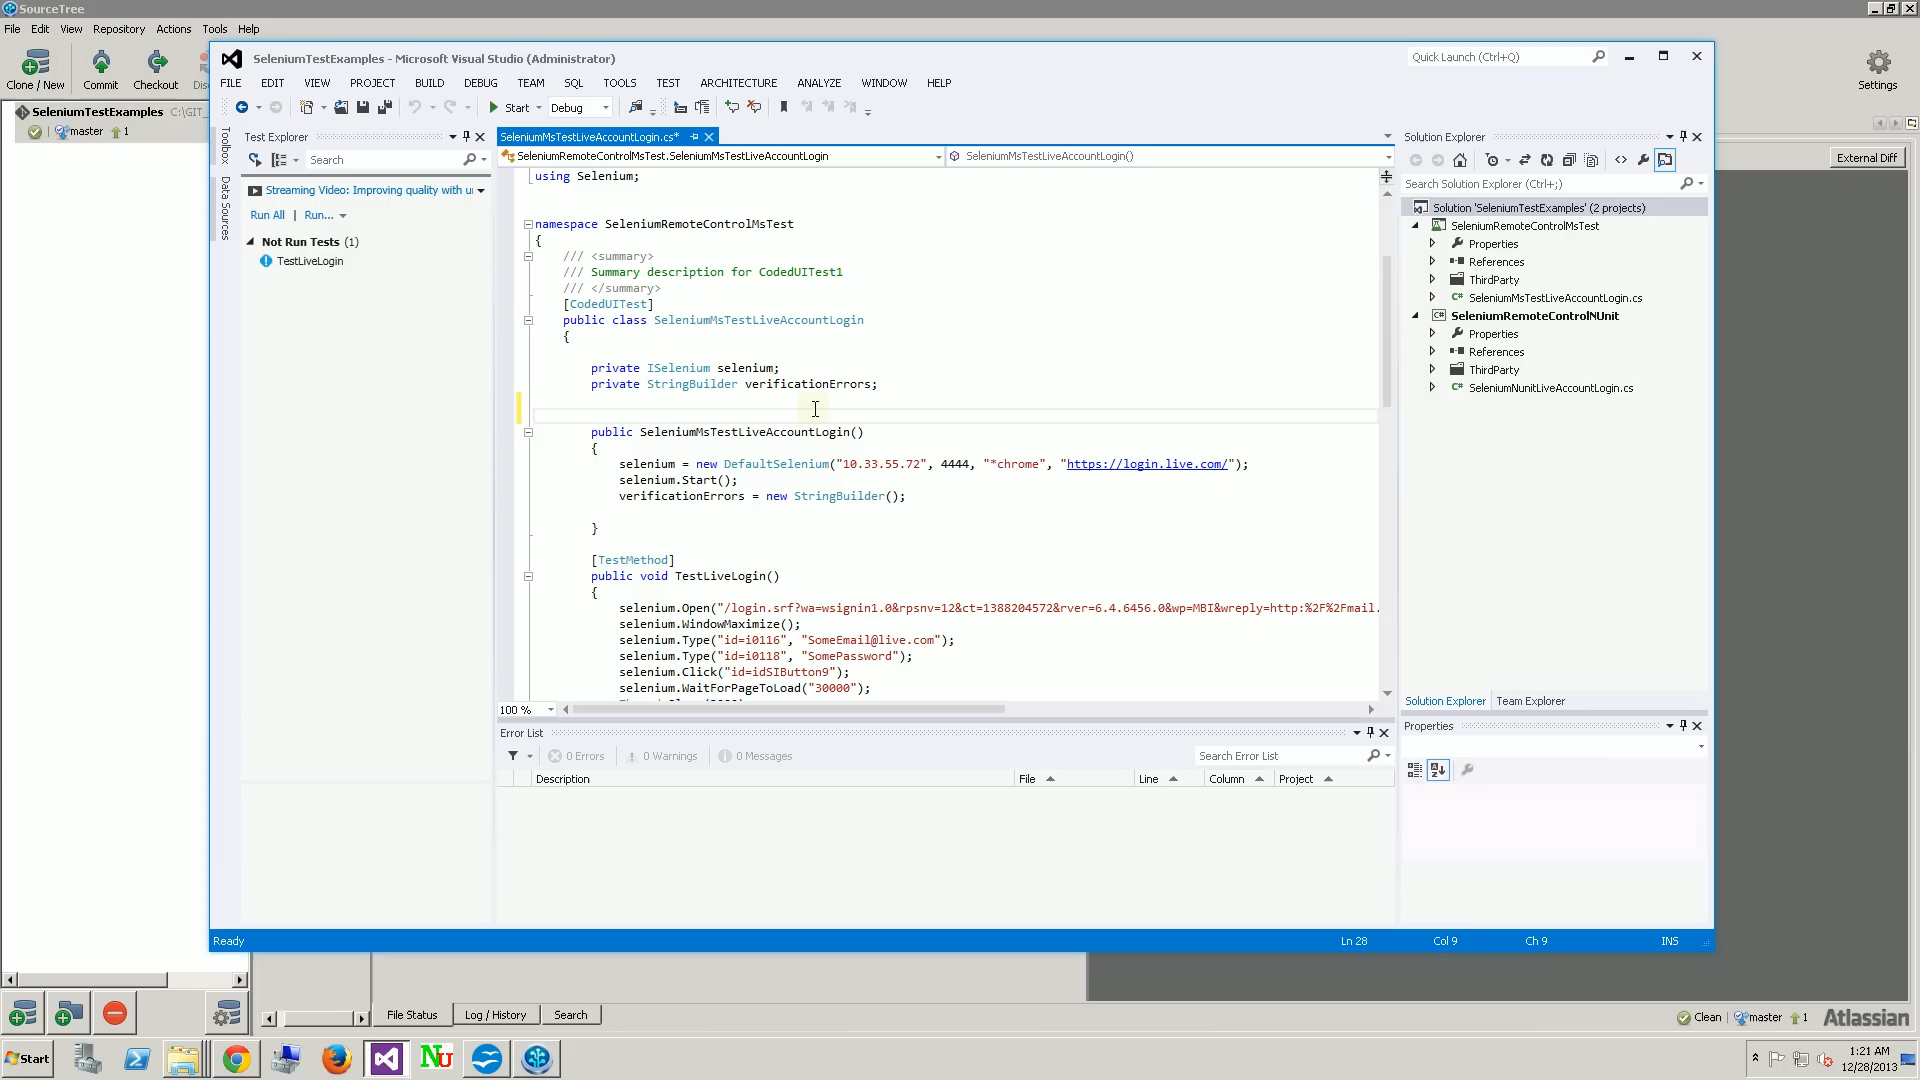 SourceTree
File Edit View Repository Actions Tools Help
Clone / New Commit Checkout
Settings
SeleniumTestExamples C:\GIT_
master 1
External Diff
SeleniumTestExamples - Microsoft Visual Studio (Administrator)
Quick Launch (Ctrl+Q)
FILE EDIT VIEW PROJECT BUILD DEBUG TEAM SQL TOOLS TEST ARCHITECTURE ANALYZE WINDOW HELP
Start Debug
Toolbox
Data Sources
Test Explorer
Search
Streaming Video: Improving quality with
Run All | Run...
Not Run Tests (1)
TestLiveLogin
SeleniumMsTestLiveAccountLogin.cs*
SeleniumRemoteControlMsTest.SeleniumMsTestLiveAccountLogin
SeleniumMsTestLiveAccountLogin()
using Selenium;
namespace SeleniumRemoteControlMsTest
{
/// <summary>
/// Summary description for CodedUITest1
/// </summary>
[CodedUITest]
public class SeleniumMsTestLiveAccountLogin
{
private ISelenium selenium;
private StringBuilder verificationErrors;
public SeleniumMsTestLiveAccountLogin()
{
selenium = new DefaultSelenium("10.33.55.72", 4444, "*chrome", "https://login.live.com/");
selenium.Start();
verificationErrors = new StringBuilder();
}
[TestMethod]
public void TestLiveLogin()
{
selenium.Open("/login.srf?wa=wsignin1.0&rpsnv=12&ct=1388204572&rver=6.4.6456.0&wp=MBI&wreply=http:%2F%2Fmail.
selenium.WindowMaximize();
selenium.Type("id=i0116", "SomeEmail@live.com");
selenium.Type("id=i0118", "SomePassword");
selenium.Click("id=idSIButton9");
selenium.WaitForPageToLoad("30000");
100 %
Error List
0 Errors 0 Warnings 0 Messages
Search Error List
Description File Line Column Project
Solution Explorer
Search Solution Explorer (Ctrl+;)
Solution 'SeleniumTestExamples' (2 projects)
SeleniumRemoteControlMsTest
Properties
References
ThirdParty
SeleniumMsTestLiveAccountLogin.cs
SeleniumRemoteControlNUnit
Properties
References
ThirdParty
SeleniumNunitLiveAccountLogin.cs
Solution Explorer Team Explorer
Properties
Ready Ln 28 Col 9 Ch 9 INS
File Status Log / History Search
Clean master 1 Atlassian
Start
1:21 AM
12/28/2013